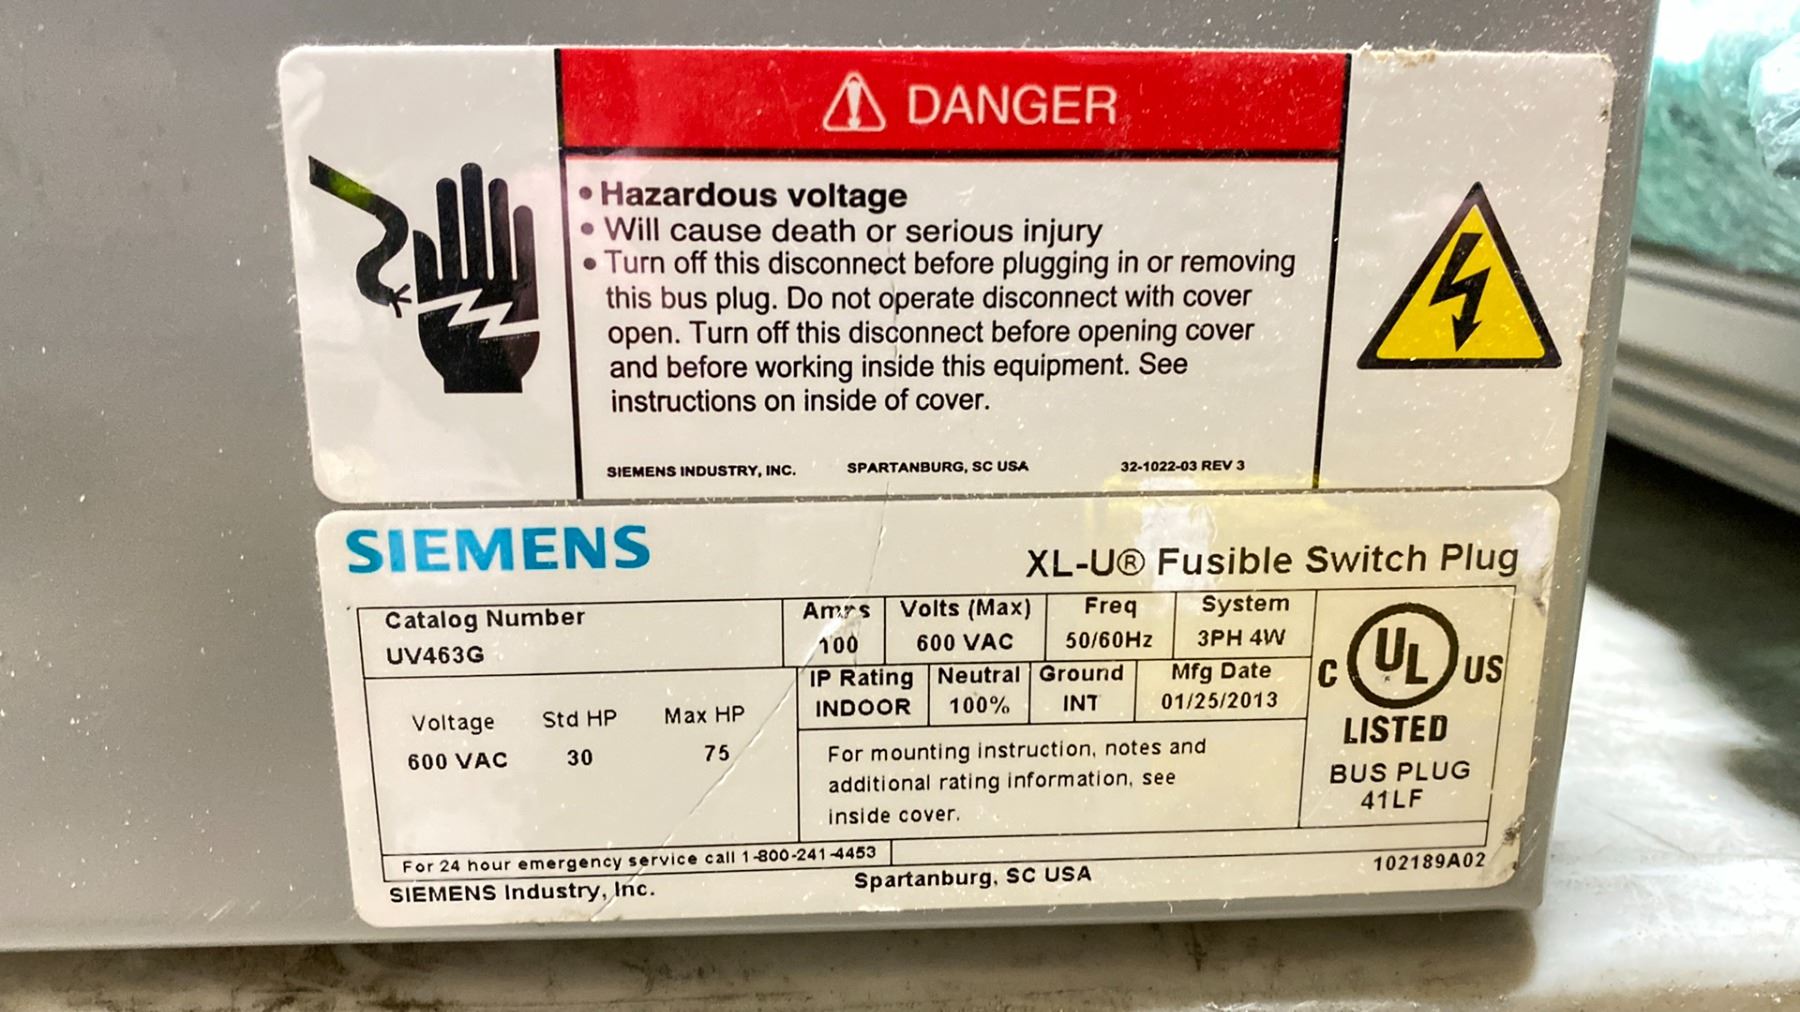 DANGER
• Hazardous voltage
• Will cause death or serious injury
• Turn off this disconnect before plugging in or removing
this bus plug. Do not operate disconnect with cover
open. Turn off this disconnect before opening cover
and before working inside this equipment. See
instructions on inside of cover.
SIEMENS INDUSTRY, INC. SPARTANBURG, SC USA 32-1022-03 REV 3
SIEMENS
XL-U® Fusible Switch Plug
Catalog Number
UV463G
Amps Volts (Max) Freq System
100 600 VAC 50/60Hz 3PH 4W
IP Rating Neutral Ground Mfg Date
INDOOR 100% INT 01/25/2013
Voltage Std HP Max HP
600 VAC 30 75
For mounting instruction, notes and
additional rating information, see
inside cover.
C UL US
LISTED
BUS PLUG
41LF
For 24 hour emergency service call 1-800-241-4453
SIEMENS Industry, Inc. Spartanburg, SC USA 102189A02